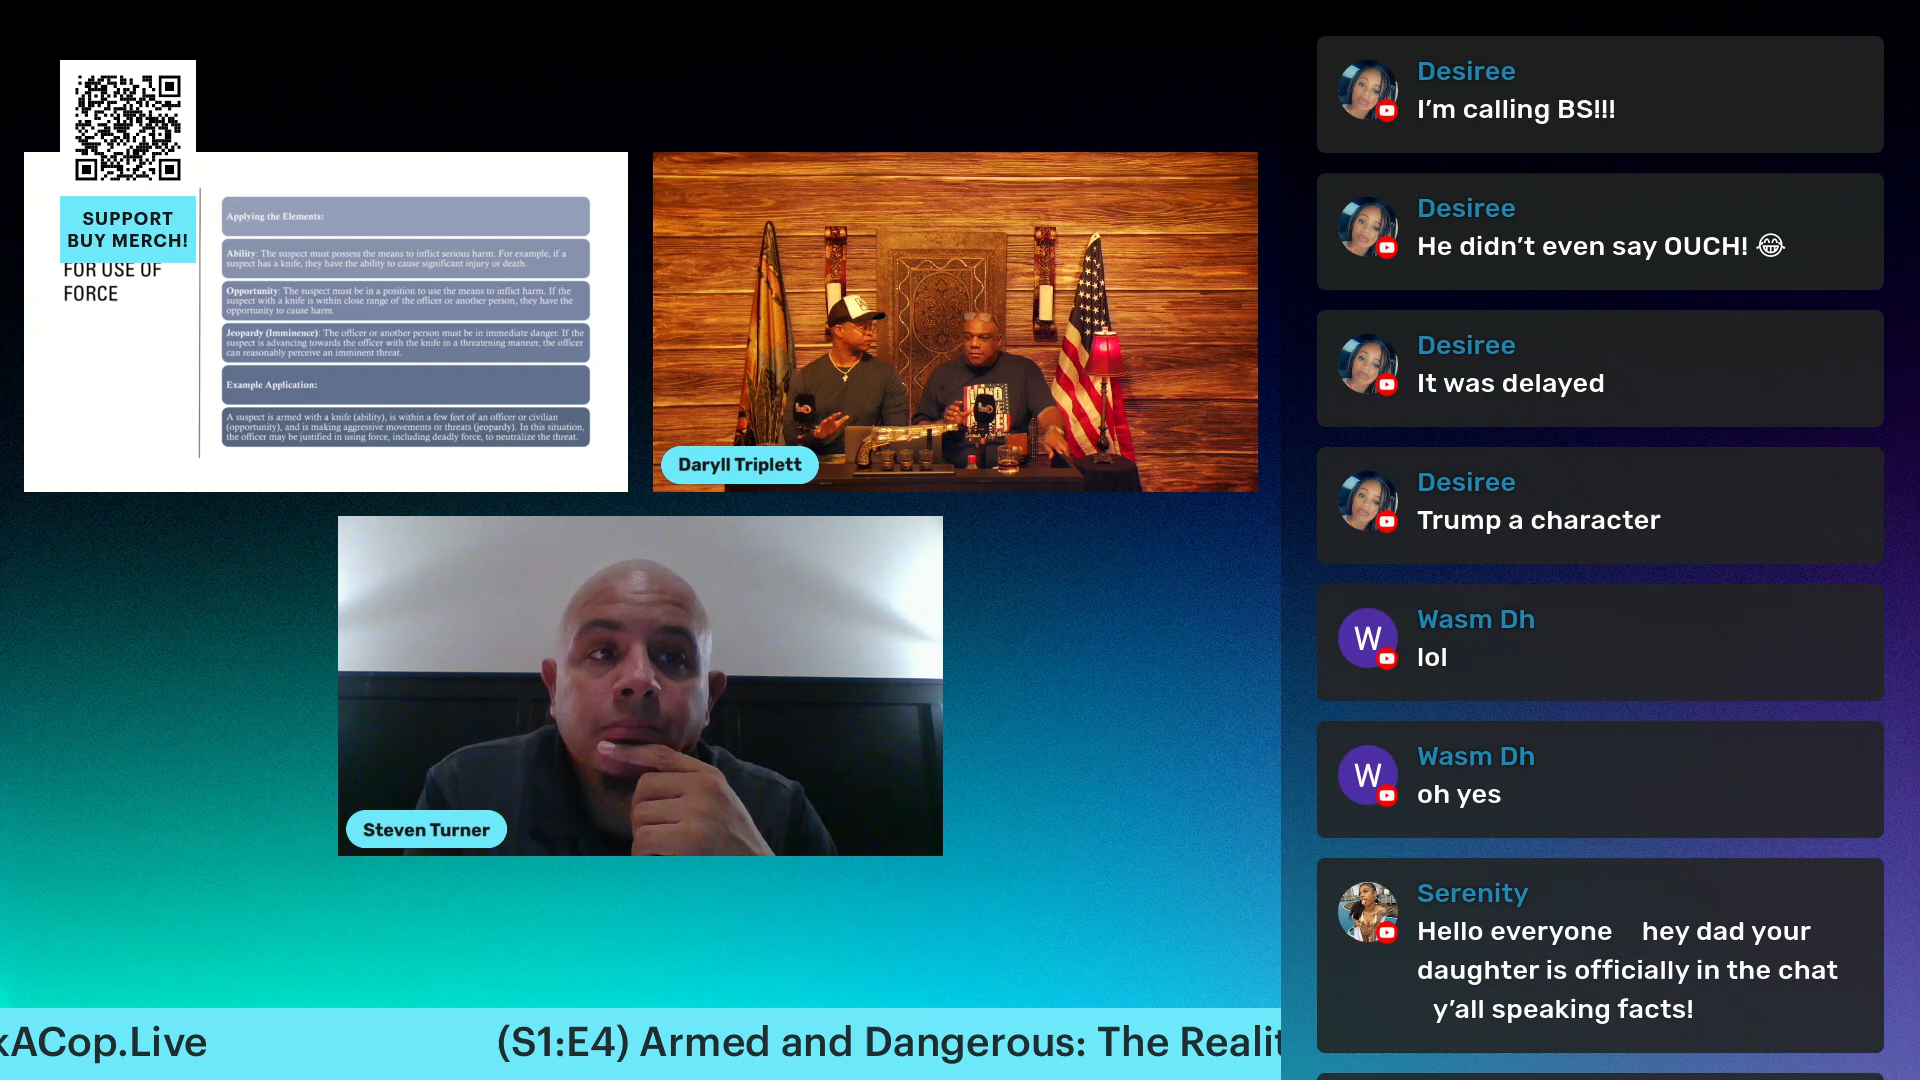 SUPPORT
BUY MERCH!
FOR USE OF
FORCE
Applying the Elements:
Ability: The suspect must possess the means to inflict serious harm. For example, if a
suspect has a knife, they have the ability to cause significant injury or death.
Opportunity: The suspect must be in a position to use the means to inflict harm. If the
suspect with a knife is within close range of the officer or another person, they have the
opportunity to cause harm.
Jeopardy (Imminence): The officer or another person must be in immediate danger. If the
suspect is advancing towards the officer with the knife in a threatening manner, the officer
can reasonably perceive an imminent threat.
Example Application:
A suspect is armed with a knife (ability), is within a few feet of an officer or civilian
(opportunity), and is making aggressive movements or threats (jeopardy). In this situation,
the officer may be justified in using force, including deadly force, to neutralize the threat.
Daryll Triplett
Steven Turner
kACop.Live
(S1:E4) Armed and Dangerous: The Realit
Desiree
I’m calling BS!!!
Desiree
He didn’t even say OUCH! 😂
Desiree
It was delayed
Desiree
Trump a character
W
Wasm Dh
lol
W
Wasm Dh
oh yes
Serenity
Hello everyone hey dad your
daughter is officially in the chat
y’all speaking facts!